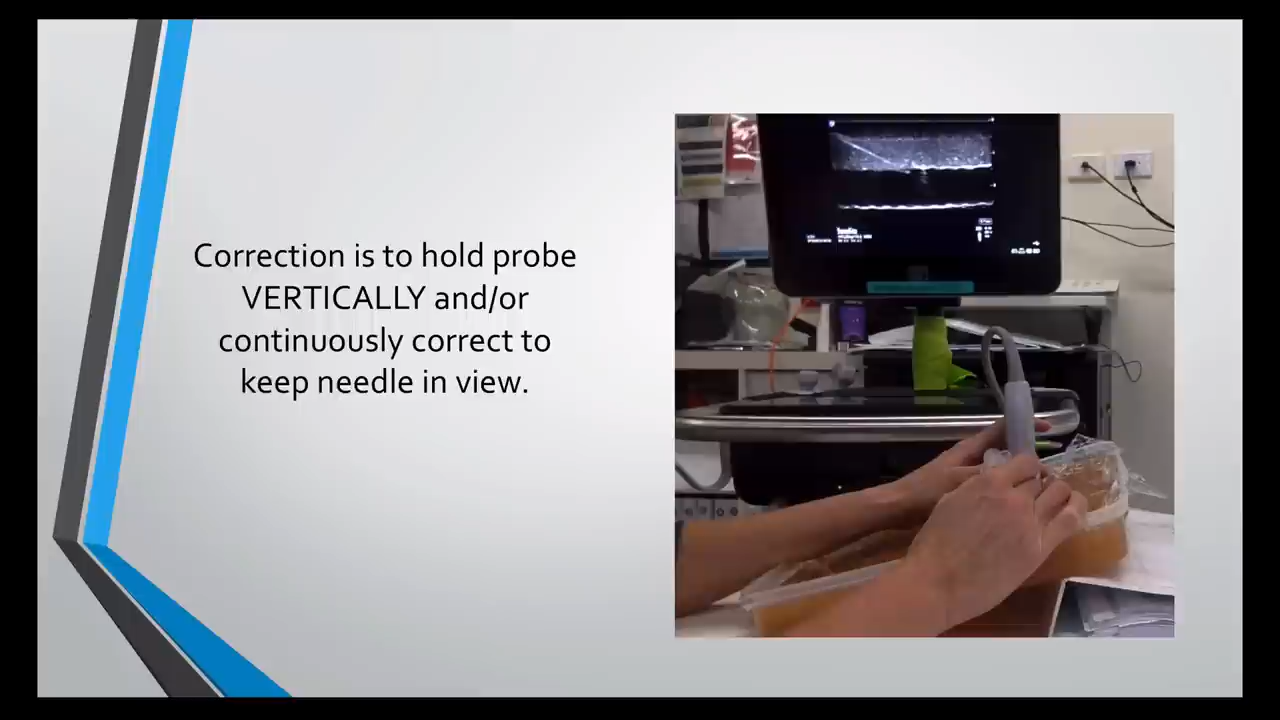 Correction is to hold probe
VERTICALLY and/or
continuously correct to
keep needle in view.